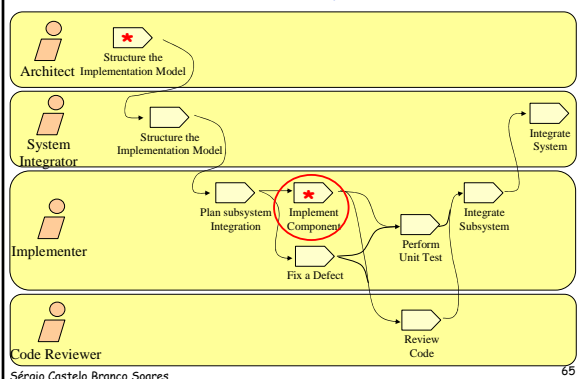 *
Structure the
Architect
Implementation Model
System
Integrator
Structure the
Implementation Model
Integrate
System
Implementer
Plan subsystem
Integration
*
Implement
Component
Fix a Defect
Perform
Unit Test
Integrate
Subsystem
Code Reviewer
Review
Code
Sérgio Castelo Branco Soares
65